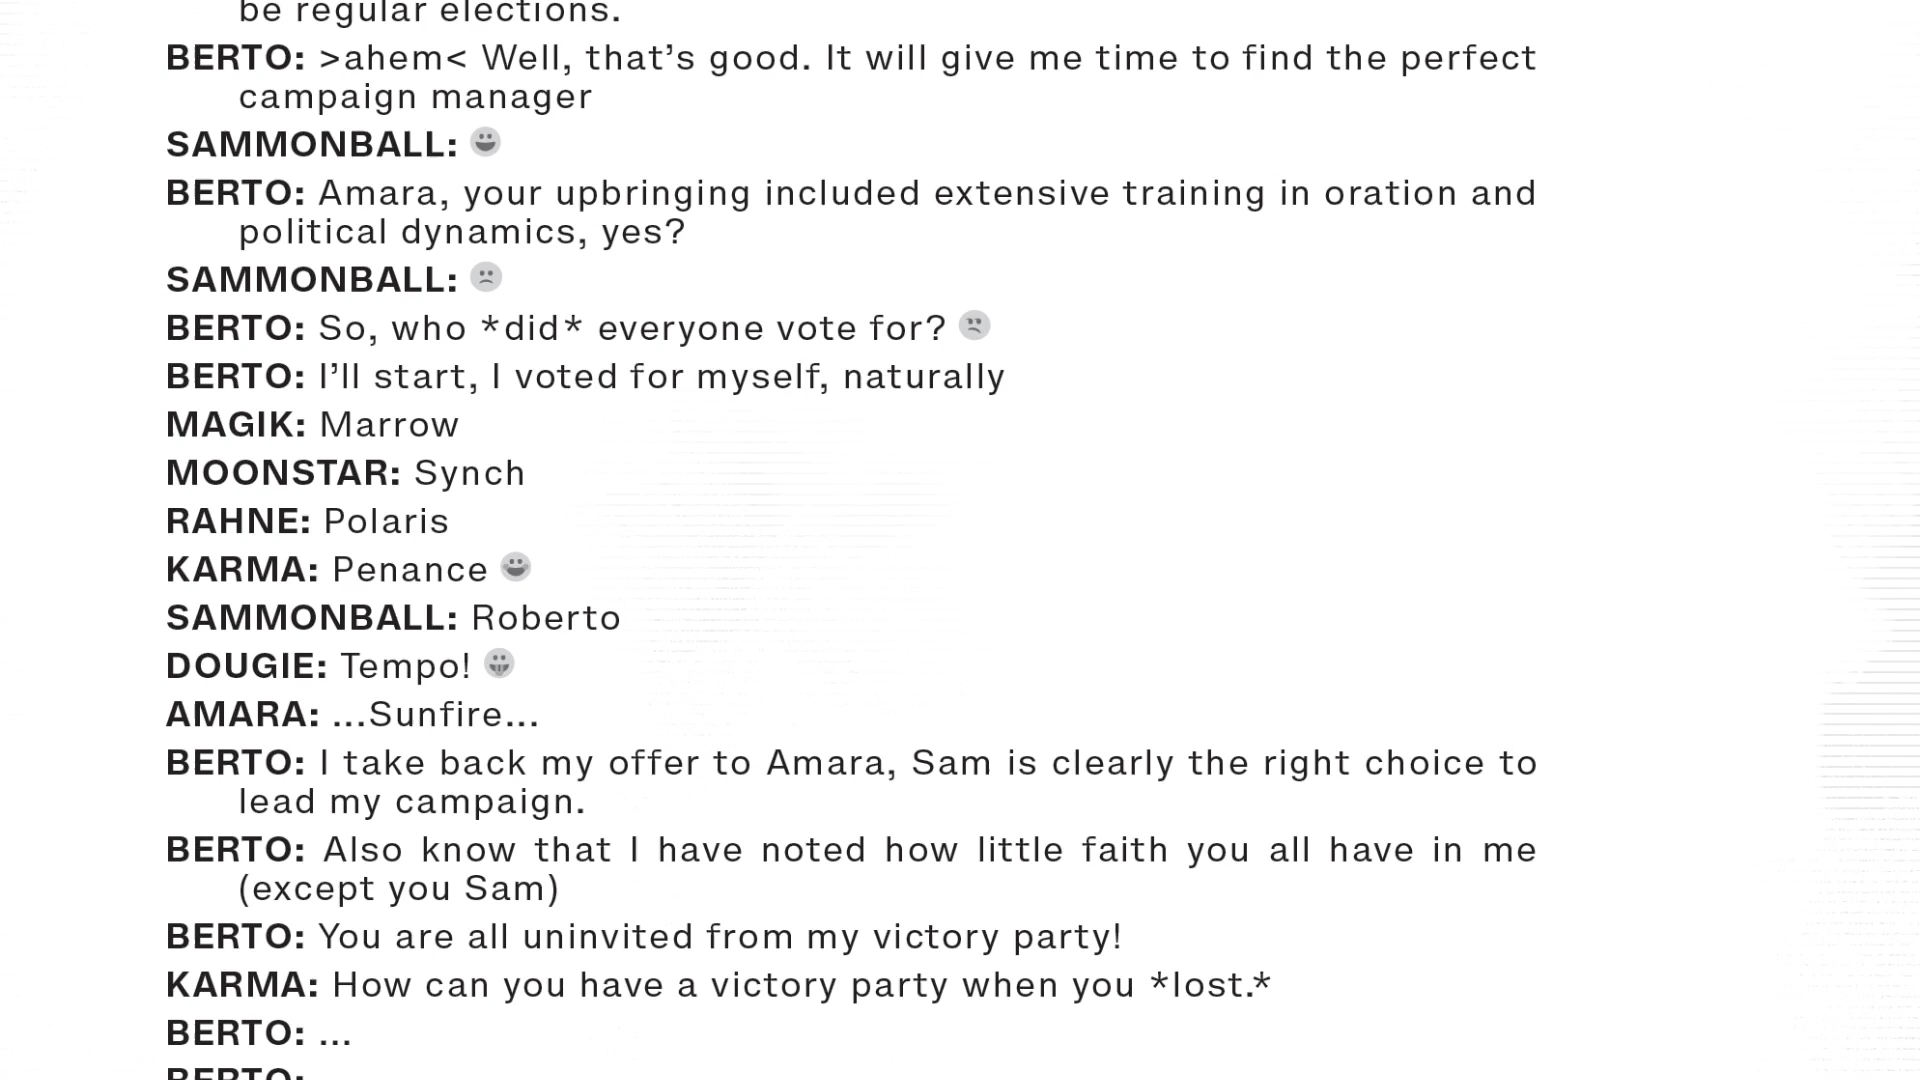 be regular elections.
BERTO: >ahem< Well, that's good. It will give me time to find the perfect
campaign manager
SAMMONBALL:
BERTO: Amara, your upbringing included extensive training in oration and
political dynamics, yes?
SAMMONBALL:
BERTO: So, who *did* everyone vote for?
BERTO: I'll start, I voted for myself, naturally
MAGIK: Marrow
MOONSTAR: Synch
RAHNE: Polaris
KARMA: Penance
SAMMONBALL: Roberto
DOUGIE: Tempo!
AMARA: ...Sunfire...
BERTO: I take back my offer to Amara, Sam is clearly the right choice to
lead my campaign.
BERTO: Also know that I have noted how little faith you all have in me
(except you Sam)
BERTO: You are all uninvited from my victory party!
KARMA: How can you have a victory party when you *lost.*
BERTO: ...
BERTO: